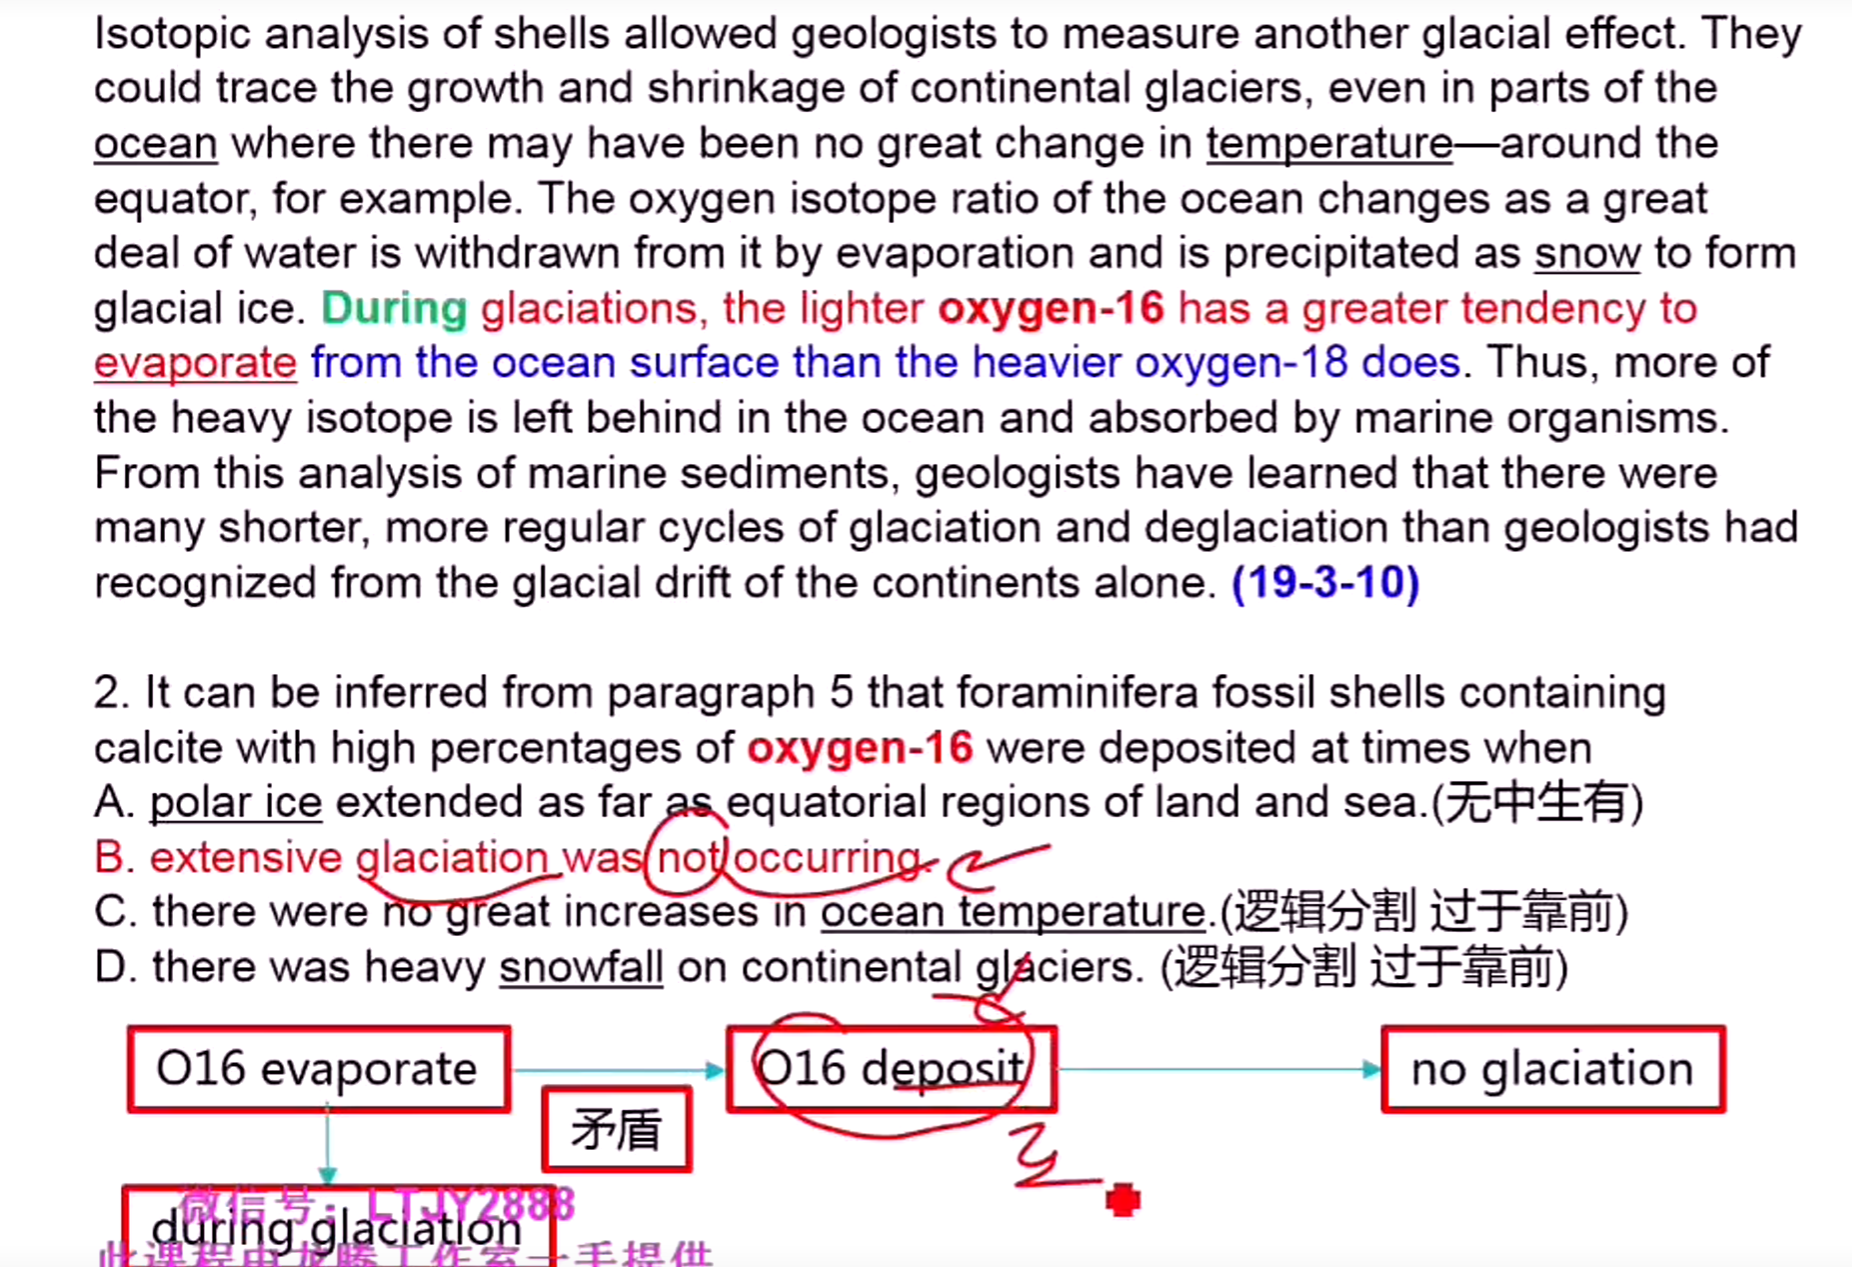 Isotopic analysis of shells allowed geologists to measure another glacial effect. They
could trace the growth and shrinkage of continental glaciers, even in parts of the
ocean where there may have been no great change in temperature—around the
equator, for example. The oxygen isotope ratio of the ocean changes as a great
deal of water is withdrawn from it by evaporation and is precipitated as snow to form
glacial ice. During glaciations, the lighter oxygen-16 has a greater tendency to
evaporate from the ocean surface than the heavier oxygen-18 does. Thus, more of
the heavy isotope is left behind in the ocean and absorbed by marine organisms.
From this analysis of marine sediments, geologists have learned that there were
many shorter, more regular cycles of glaciation and deglaciation than geologists had
recognized from the glacial drift of the continents alone. (19-3-10)
2. It can be inferred from paragraph 5 that foraminifera fossil shells containing
calcite with high percentages of oxygen-16 were deposited at times when
A. polar ice extended as far as equatorial regions of land and sea.(无中生有)
B. extensive glaciation was not occurring.
C. there were no great increases in ocean temperature.(逻辑分割 过于靠前)
D. there was heavy snowfall on continental glaciers. (逻辑分割 过于靠前)
O16 evaporate
O16 deposit
no glaciation
矛盾
微信号：LTJY2888
during glaciation
此课程由龙腾工作室一手提供